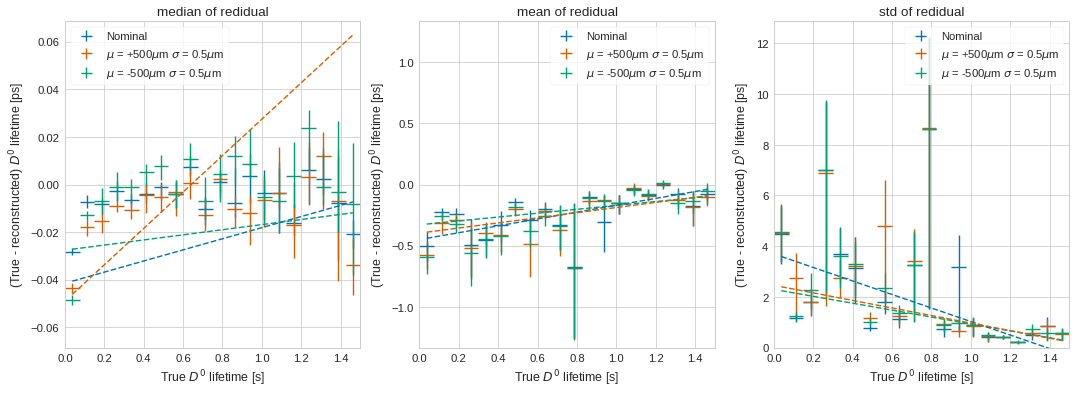 median of redidual
(True - reconstructed) D⁰ lifetime [ps]
0.06
0.04
0.02
0.00
−0.02
−0.04
−0.06
Nominal
μ = +500μm σ = 0.5μm
μ = -500μm σ = 0.5μm
0.0 0.2 0.4 0.6 0.8 1.0 1.2 1.4
True D⁰ lifetime [s]
mean of redidual
(True - reconstructed) D⁰ lifetime [ps]
1.0
0.5
0.0
−0.5
−1.0
Nominal
μ = +500μm σ = 0.5μm
μ = -500μm σ = 0.5μm
0.0 0.2 0.4 0.6 0.8 1.0 1.2 1.4
True D⁰ lifetime [s]
std of redidual
(True - reconstructed) D⁰ lifetime [ps]
12
10
8
6
4
2
0
Nominal
μ = +500μm σ = 0.5μm
μ = -500μm σ = 0.5μm
0.0 0.2 0.4 0.6 0.8 1.0 1.2 1.4
True D⁰ lifetime [s]